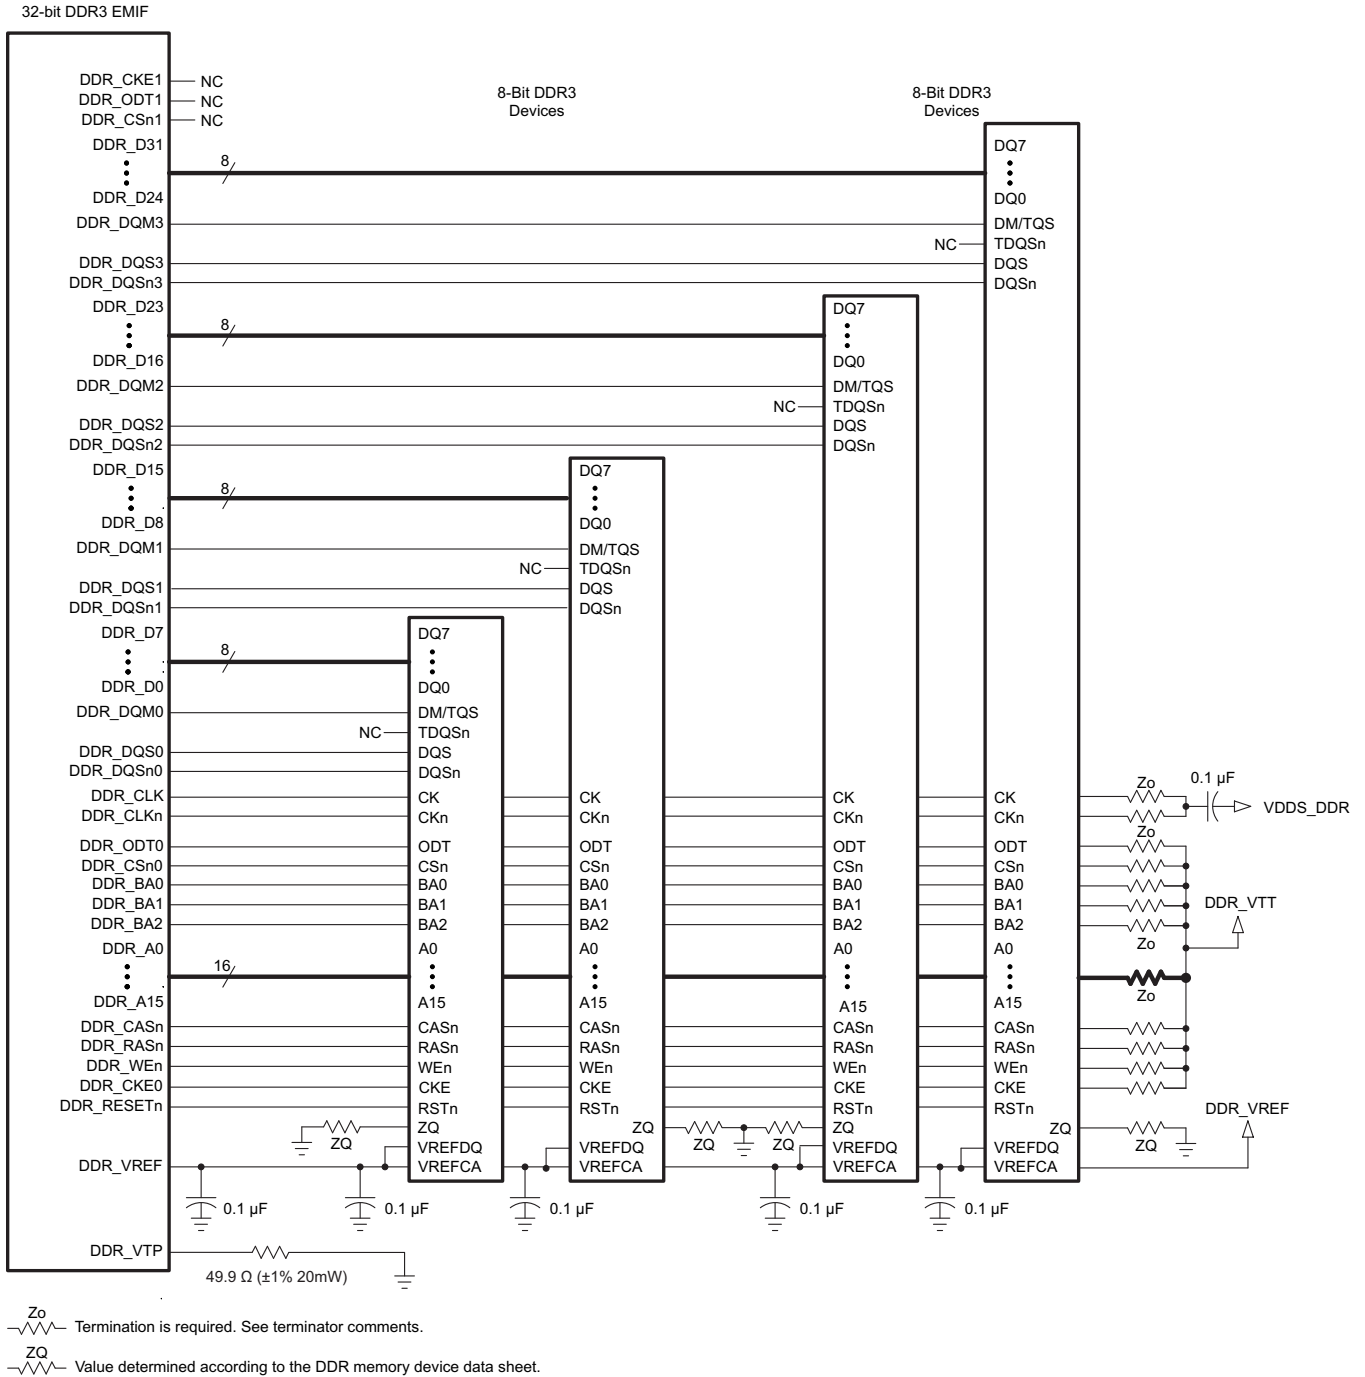 32-bit DDR3 EMIF
DDR_CKE1 NC
DDR_ODT1 NC
DDR_CSn1 NC
8-Bit DDR3
Devices
8-Bit DDR3
Devices
DDR_D31 8 DQ7
DDR_D24 DQ0
DDR_DQM3 DM/TQS
NC TDQSn
DDR_DQS3 DQS
DDR_DQSn3 DQSn
DDR_D23 8 DQ7
DDR_D16 DQ0
DDR_DQM2 DM/TQS
NC TDQSn
DDR_DQS2 DQS
DDR_DQSn2 DQSn
DDR_D15 8 DQ7
DDR_D8 DQ0
DDR_DQM1 DM/TQS
NC TDQSn
DDR_DQS1 DQS
DDR_DQSn1 DQSn
DDR_D7 8 DQ7
DDR_D0 DQ0
DDR_DQM0 DM/TQS
NC TDQSn
DDR_DQS0 DQS
DDR_DQSn0 DQSn
Zo 0.1 µF
DDR_CLK CK CK CK CK
VDDS_DDR
DDR_CLKn CKn CKn CKn CKn
Zo
DDR_ODT0 ODT ODT ODT ODT
DDR_CSn0 CSn CSn CSn CSn
DDR_BA0 BA0 BA0 BA0 BA0
DDR_BA1 BA1 BA1 BA1 BA1 DDR_VTT
DDR_BA2 BA2 BA2 BA2 BA2
Zo
DDR_A0 A0 A0 A0 A0
16
Zo
DDR_A15 A15 A15 A15 A15
DDR_CASn CASn CASn CASn CASn
DDR_RASn RASn RASn RASn RASn
DDR_WEn WEn WEn WEn WEn
DDR_CKE0 CKE CKE CKE CKE
DDR_RESETn RSTn RSTn RSTn RSTn DDR_VREF
ZQ ZQ ZQ ZQ
ZQ ZQ ZQ ZQ
VREFDQ VREFDQ VREFDQ VREFDQ
DDR_VREF VREFCA VREFCA VREFCA VREFCA
0.1 µF 0.1 µF 0.1 µF 0.1 µF 0.1 µF
DDR_VTP
49.9 Ω (±1% 20mW)
Zo
Termination is required. See terminator comments.
ZQ
Value determined according to the DDR memory device data sheet.